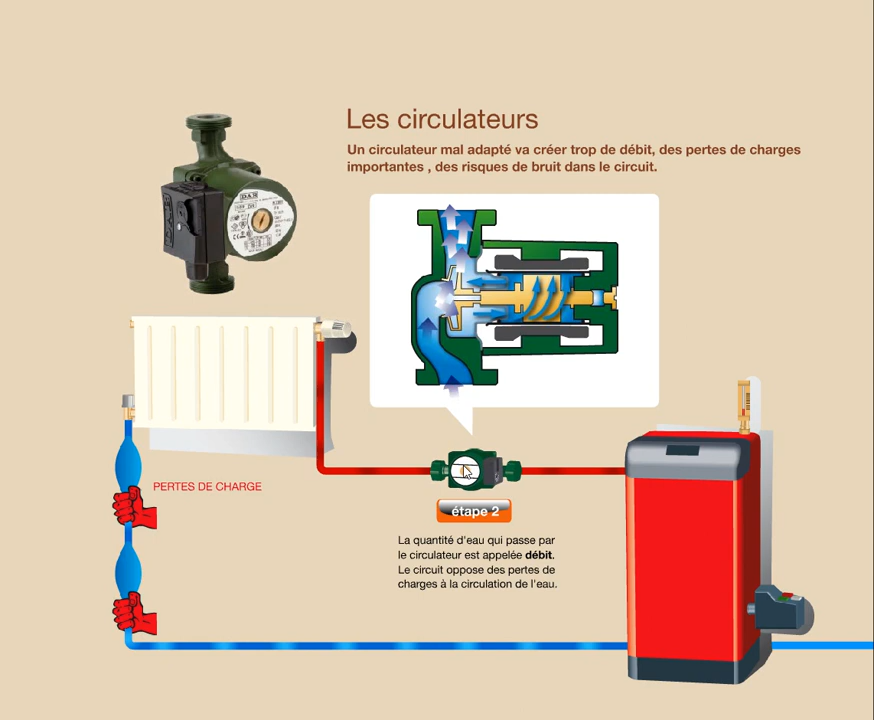 Les circulateurs
Un circulateur mal adapté va créer trop de débit, des pertes de charges
importantes , des risques de bruit dans le circuit.
DAB
PERTES DE CHARGE
étape 2
La quantité d'eau qui passe par
le circulateur est appelée débit.
Le circuit oppose des pertes de
charges à la circulation de l'eau.